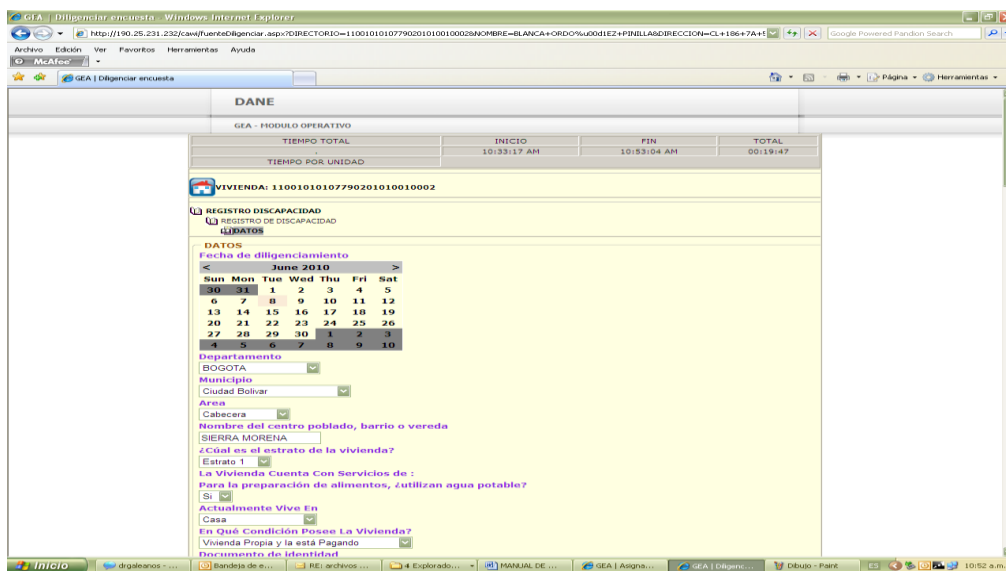 GEA | Diligenciar encuesta - Windows Internet Explorer
http://190.25.231.232/cawi/fuenteDiligenciar.aspx?DIRECTORIO=11001010107790201010010002&NOMBRE=BLANCA+ORDO%u00d1EZ+PINILLA&DIRECCION=CL+186+7A+
Google Powered Pandion Search
Archivo Edición Ver Favoritos Herramientas Ayuda
McAfee
GEA | Diligenciar encuesta
Página Herramientas
DANE
GEA - MODULO OPERATIVO
TIEMPO TOTAL INICIO FIN TOTAL
. 10:33:17 AM 10:53:04 AM 00:19:47
TIEMPO POR UNIDAD
VIVIENDA: 11001010107790201010010002
REGISTRO DISCAPACIDAD
REGISTRO DE DISCAPACIDAD
DATOS
DATOS
Fecha de diligenciamiento
< June 2010 >
Sun Mon Tue Wed Thu Fri Sat
30 31 1 2 3 4 5
6 7 8 9 10 11 12
13 14 15 16 17 18 19
20 21 22 23 24 25 26
27 28 29 30 1 2 3
4 5 6 7 8 9 10
Departamento
BOGOTA
Municipio
Ciudad Bolivar
Area
Cabecera
Nombre del centro poblado, barrio o vereda
SIERRA MORENA
¿Cúal es el estrato de la vivienda?
Estrato 1
La Vivienda Cuenta Con Servicios de :
Para la preparación de alimentos, ¿utilizan agua potable?
Si
Actualmente Vive En
Casa
En Qué Condición Posee La Vivienda?
Vivienda Propia y la está Pagando
Documento de identidad
Inicio drgaleanos - ... Bandeja de e... RE: archivos ... 4 Explorado... MANUAL DE ... GEA | Asigna... GEA | Diligenc... Dibujo - Paint ES 10:52 a.m.